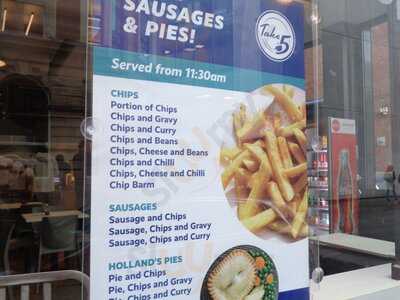 SAUSAGES
& PIES!
Take
5
Served from 11:30am
CHIPS
Portion of Chips
Chips and Gravy
Chips and Curry
Chips and Beans
Chips, Cheese and Beans
Chips and Chilli
Chips, Cheese and Chilli
Chip Barm
SAUSAGES
Sausage and Chips
Sausage, Chips and Gravy
Sausage, Chips and Curry
HOLLAND'S PIES
Pie and Chips
Pie, Chips and Gravy
Pie, Chips and Curry